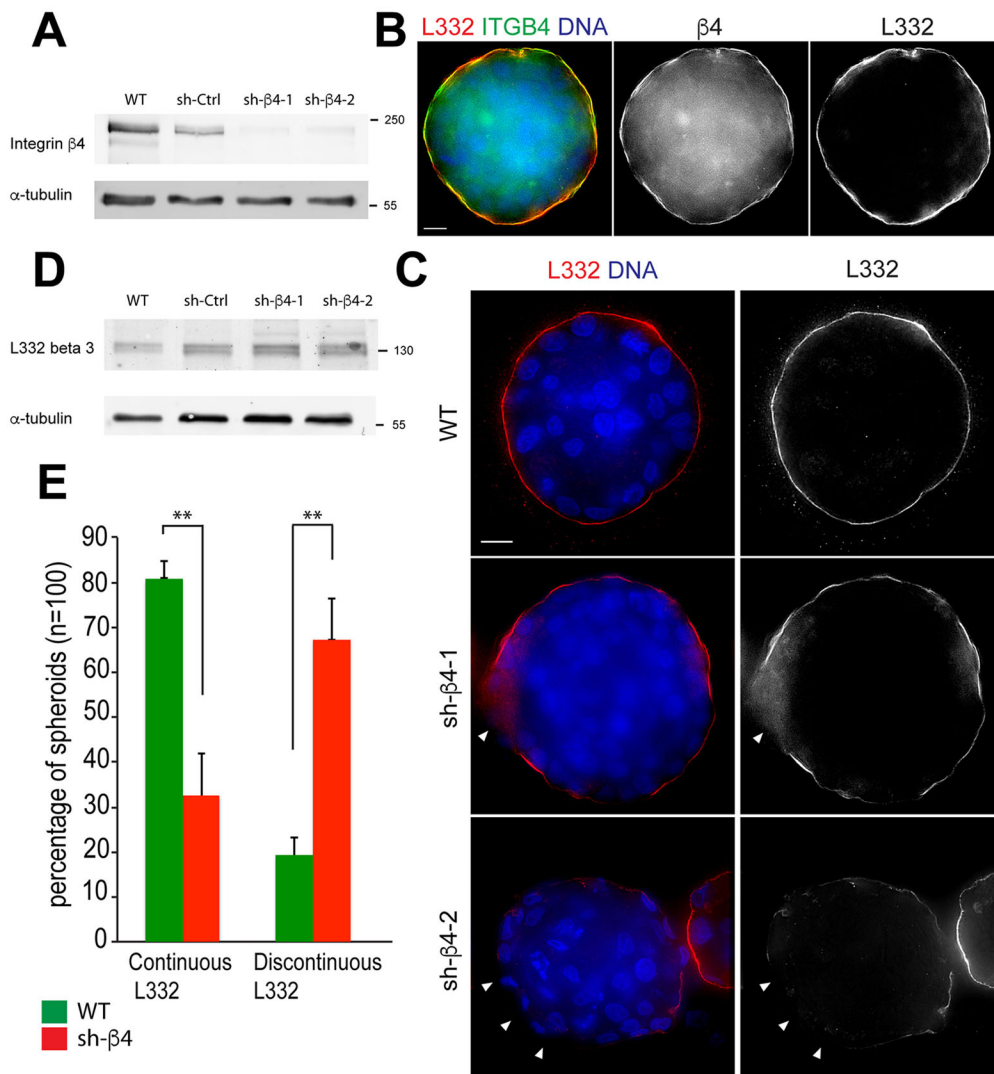 A
WT sh-Ctrl sh-β4-1 sh-β4-2
Integrin β4
250
α-tubulin
55
B
L332 ITGB4 DNA
β4
L332
D
WT sh-Ctrl sh-β4-1 sh-β4-2
L332 beta 3
130
α-tubulin
55
C
L332 DNA
L332
WT
sh-β4-1
sh-β4-2
E
percentage of spheroids (n=100)
90
80
70
60
50
40
30
20
10
0
**
**
Continuous
L332
Discontinuous
L332
WT
sh-β4